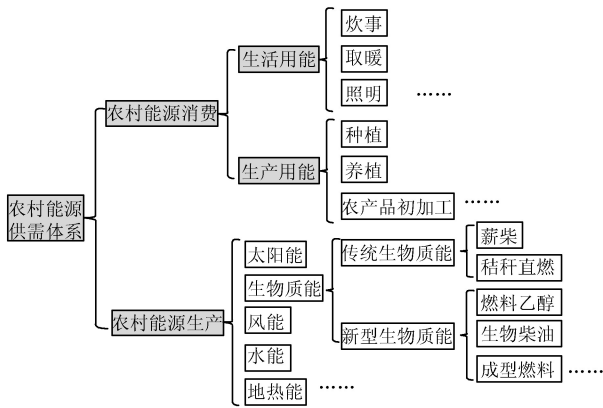 农村能源
供需体系
农村能源消费
生活用能
炊事
取暖
照明
……
生产用能
种植
养植
农产品初加工
……
农村能源生产
太阳能
生物质能
传统生物质能
薪柴
秸秆直燃
新型生物质能
燃料乙醇
生物柴油
成型燃料
……
风能
水能
地热能
……